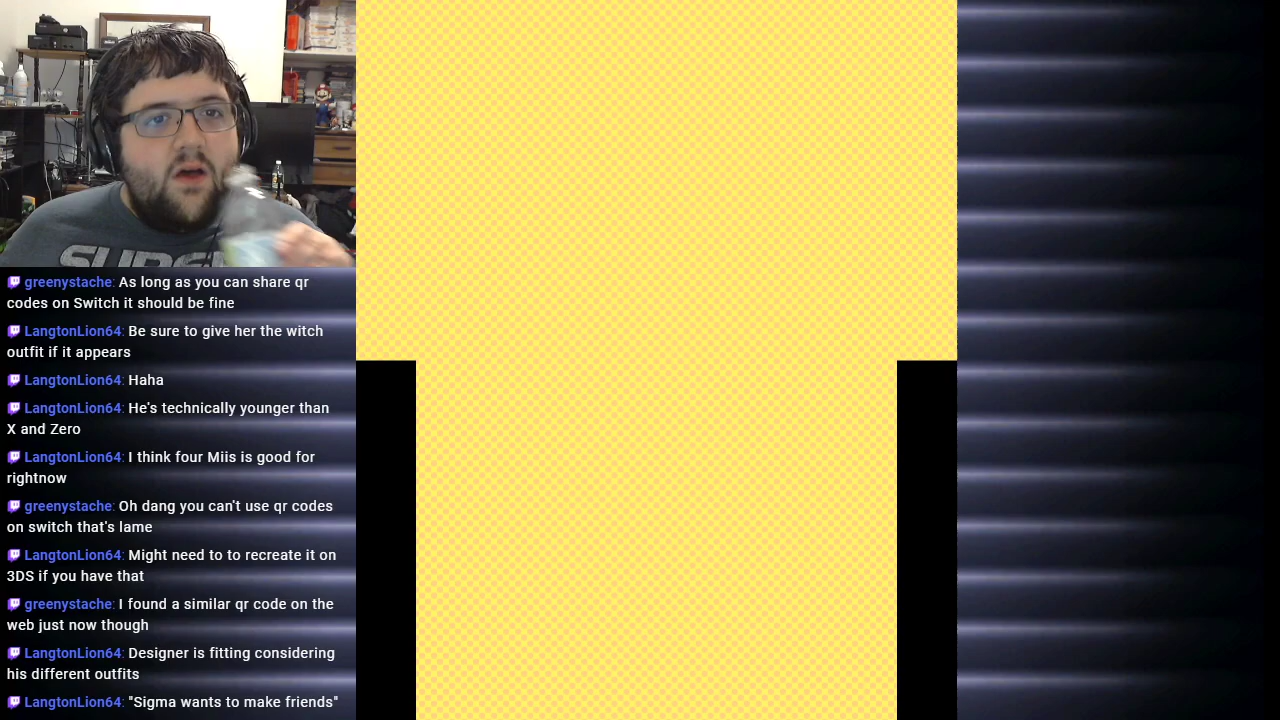 SUPER
greenystache: As long as you can share qr
codes on Switch it should be fine
LangtonLion64: Be sure to give her the witch
outfit if it appears
LangtonLion64: Haha
LangtonLion64: He's technically younger than
X and Zero
LangtonLion64: I think four Miis is good for
rightnow
greenystache: Oh dang you can't use qr codes
on switch that's lame
LangtonLion64: Might need to to recreate it on
3DS if you have that
greenystache: I found a similar qr code on the
web just now though
LangtonLion64: Designer is fitting considering
his different outfits
LangtonLion64: "Sigma wants to make friends"